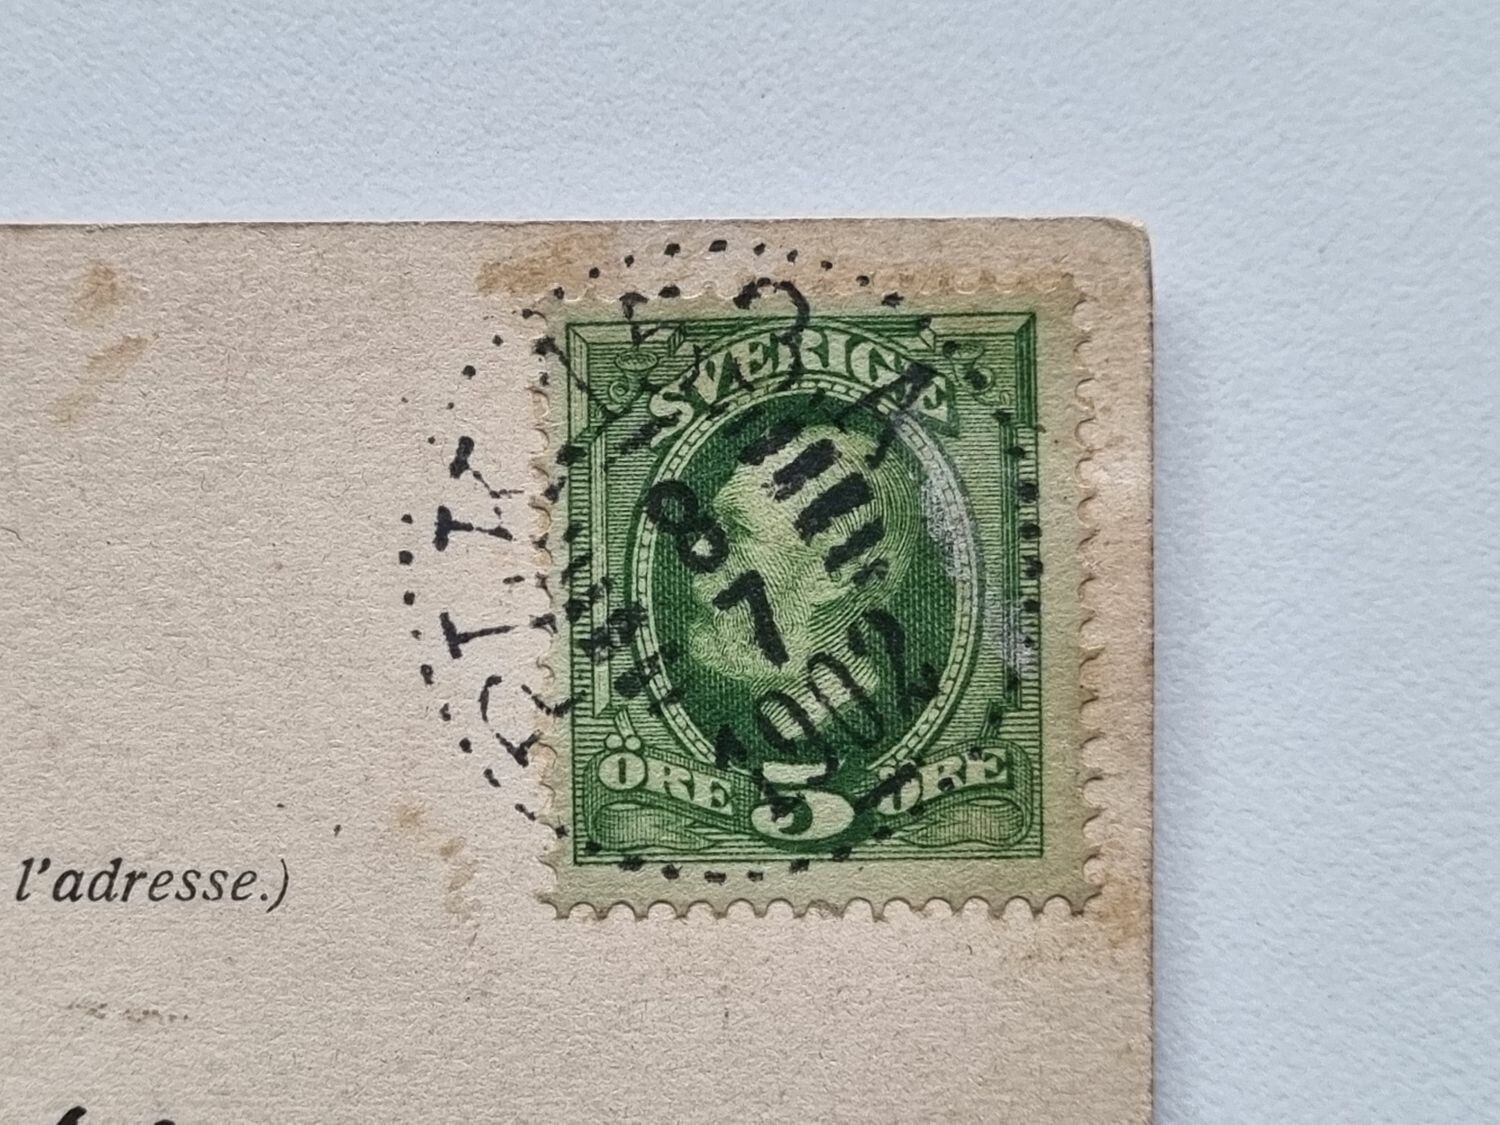 SVERIGE
8
7
1902
ÖRE 5 ÖRE
l'adresse.)